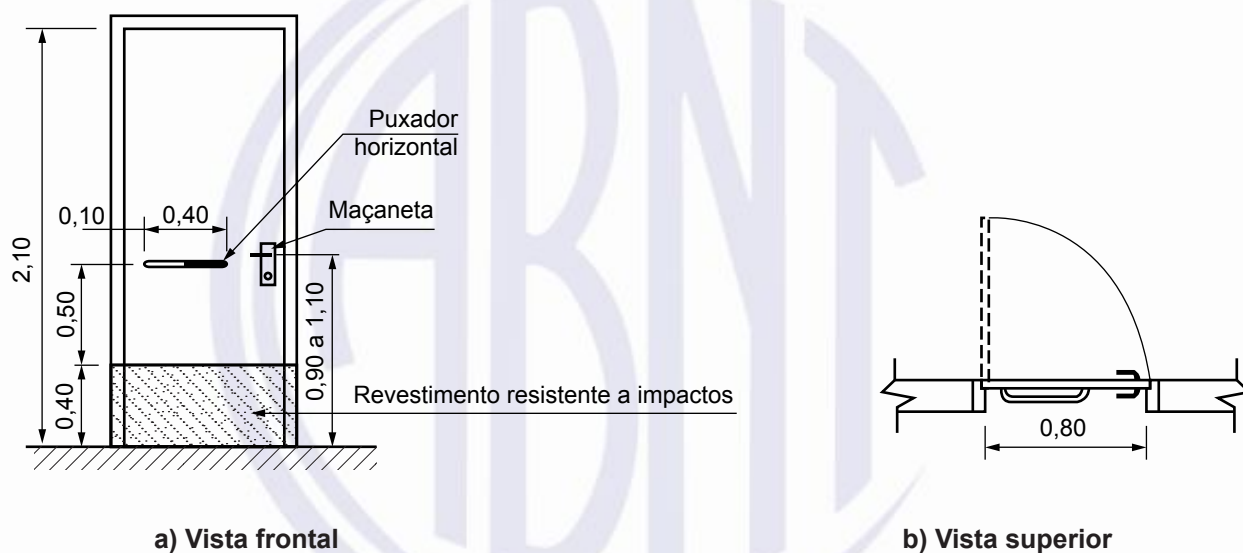 Puxador
horizontal
0,10
0,40
Maçaneta
2,10
0,50
0,90 a 1,10
0,40
Revestimento resistente a impactos
0,80
a) Vista frontal
b) Vista superior
ABNT